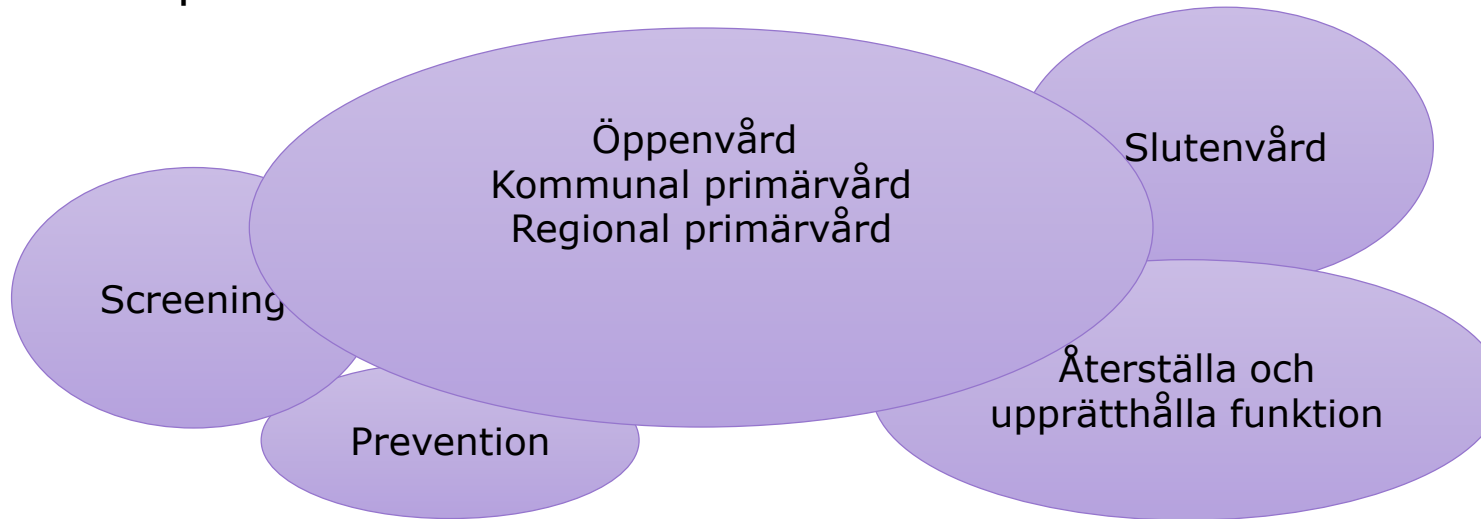 Öppenvård
Kommunal primärvård
Regional primärvård
Slutenvård
Screening
Återställa och
upprätthålla funktion
Prevention